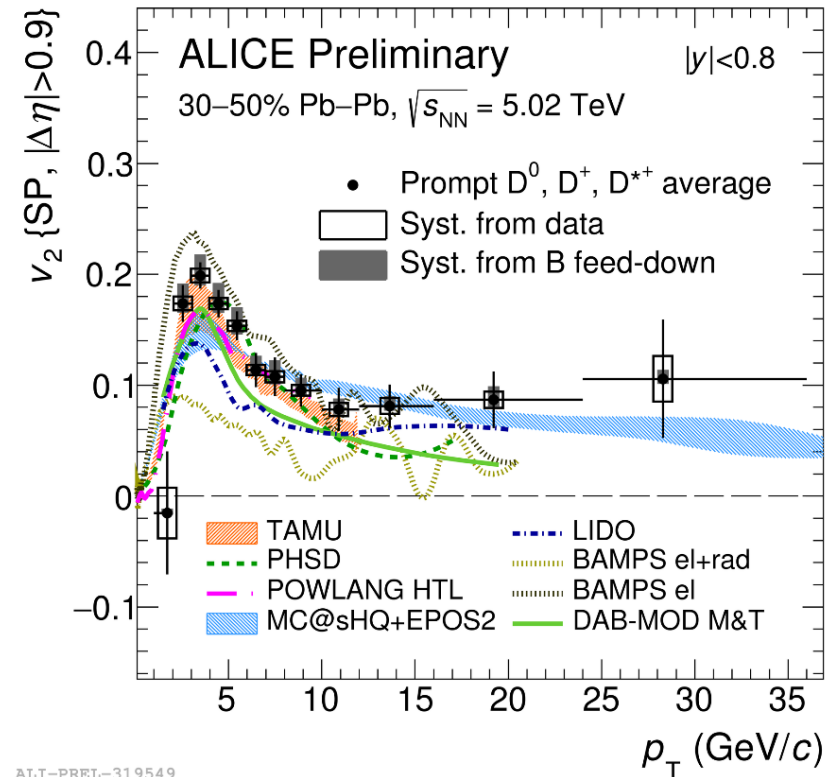 ALICE Preliminary
|y|<0.8
30−50% Pb−Pb, √s_NN = 5.02 TeV
Prompt D⁰, D⁺, D*⁺ average
Syst. from data
Syst. from B feed-down
v₂ {SP, |Δη|>0.9}
0.4
0.3
0.2
0.1
0
−0.1
TAMU
PHSD
POWLANG HTL
MC@sHQ+EPOS2
LIDO
BAMPS el+rad
BAMPS el
DAB-MOD M&T
5 10 15 20 25 30 35
p_T (GeV/c)
ALI−PREL−319549